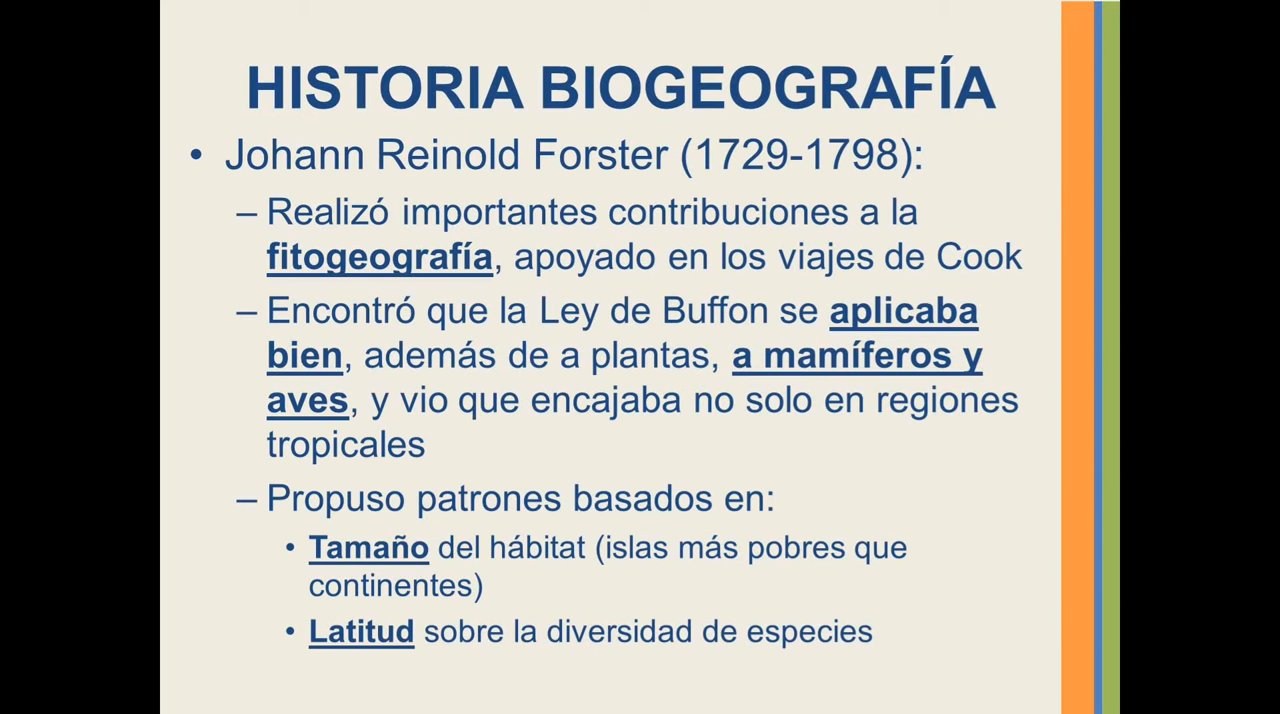 HISTORIA BIOGEOGRAFÍA
• Johann Reinold Forster (1729-1798):
– Realizó importantes contribuciones a la
fitogeografía, apoyado en los viajes de Cook
– Encontró que la Ley de Buffon se aplicaba
bien, además de a plantas, a mamíferos y
aves, y vio que encajaba no solo en regiones
tropicales
– Propuso patrones basados en:
• Tamaño del hábitat (islas más pobres que
continentes)
• Latitud sobre la diversidad de especies